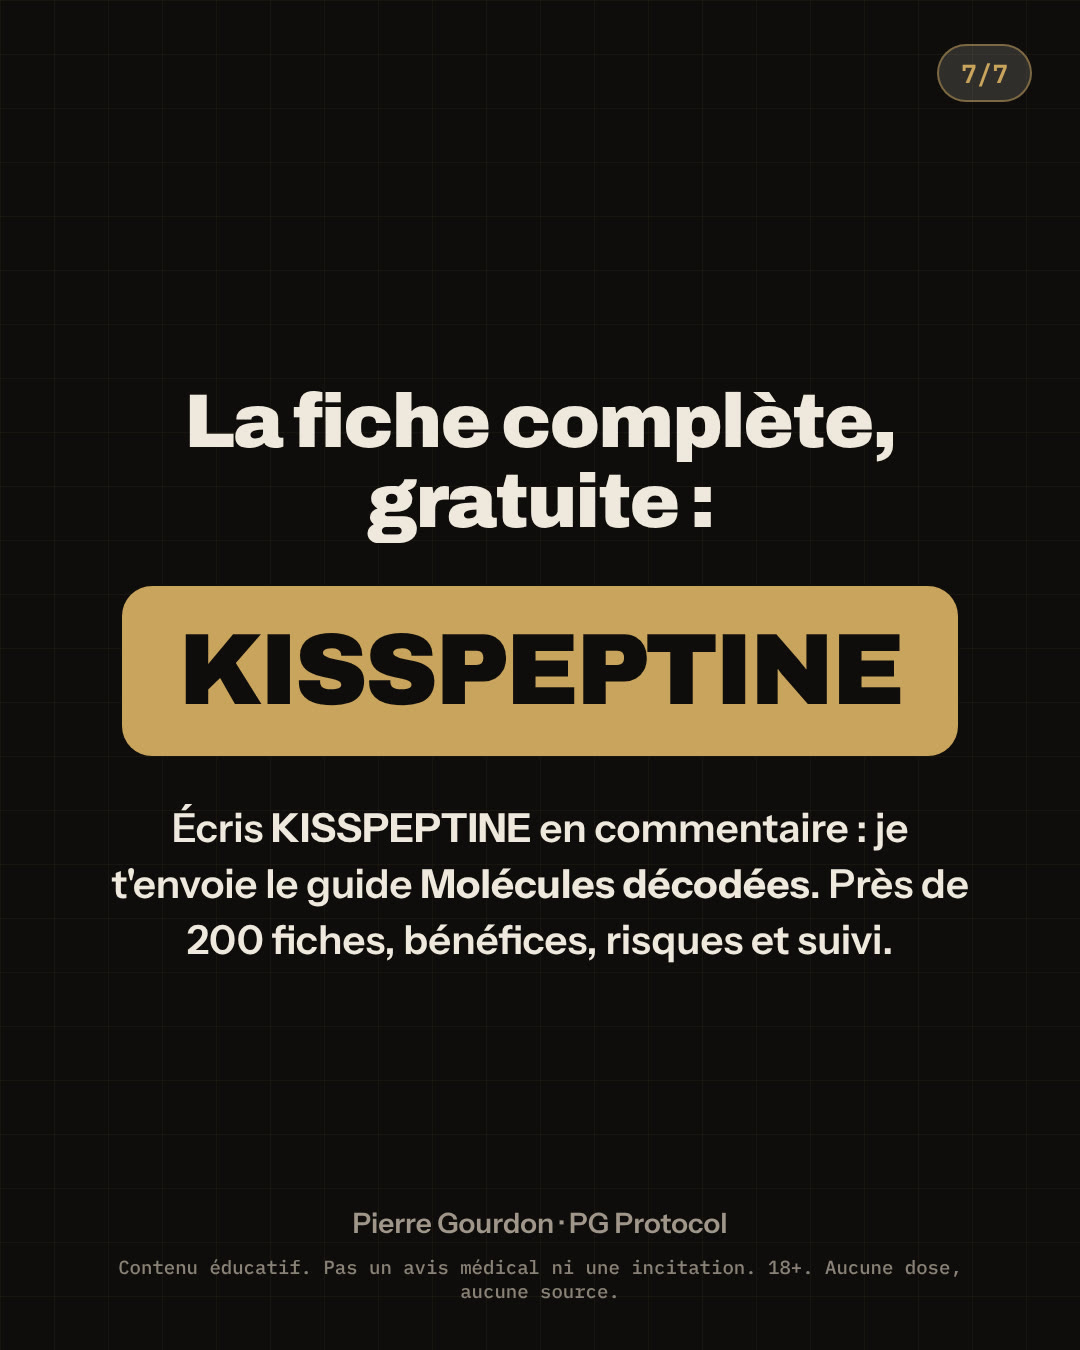 7/7
La fiche complète,
gratuite :
KISSPEPTINE
Écris KISSPEPTINE en commentaire : je
t'envoie le guide Molécules décodées. Près de
200 fiches, bénéfices, risques et suivi.
Pierre Gourdon · PG Protocol
Contenu éducatif. Pas un avis médical ni une incitation. 18+. Aucune dose,
aucune source.